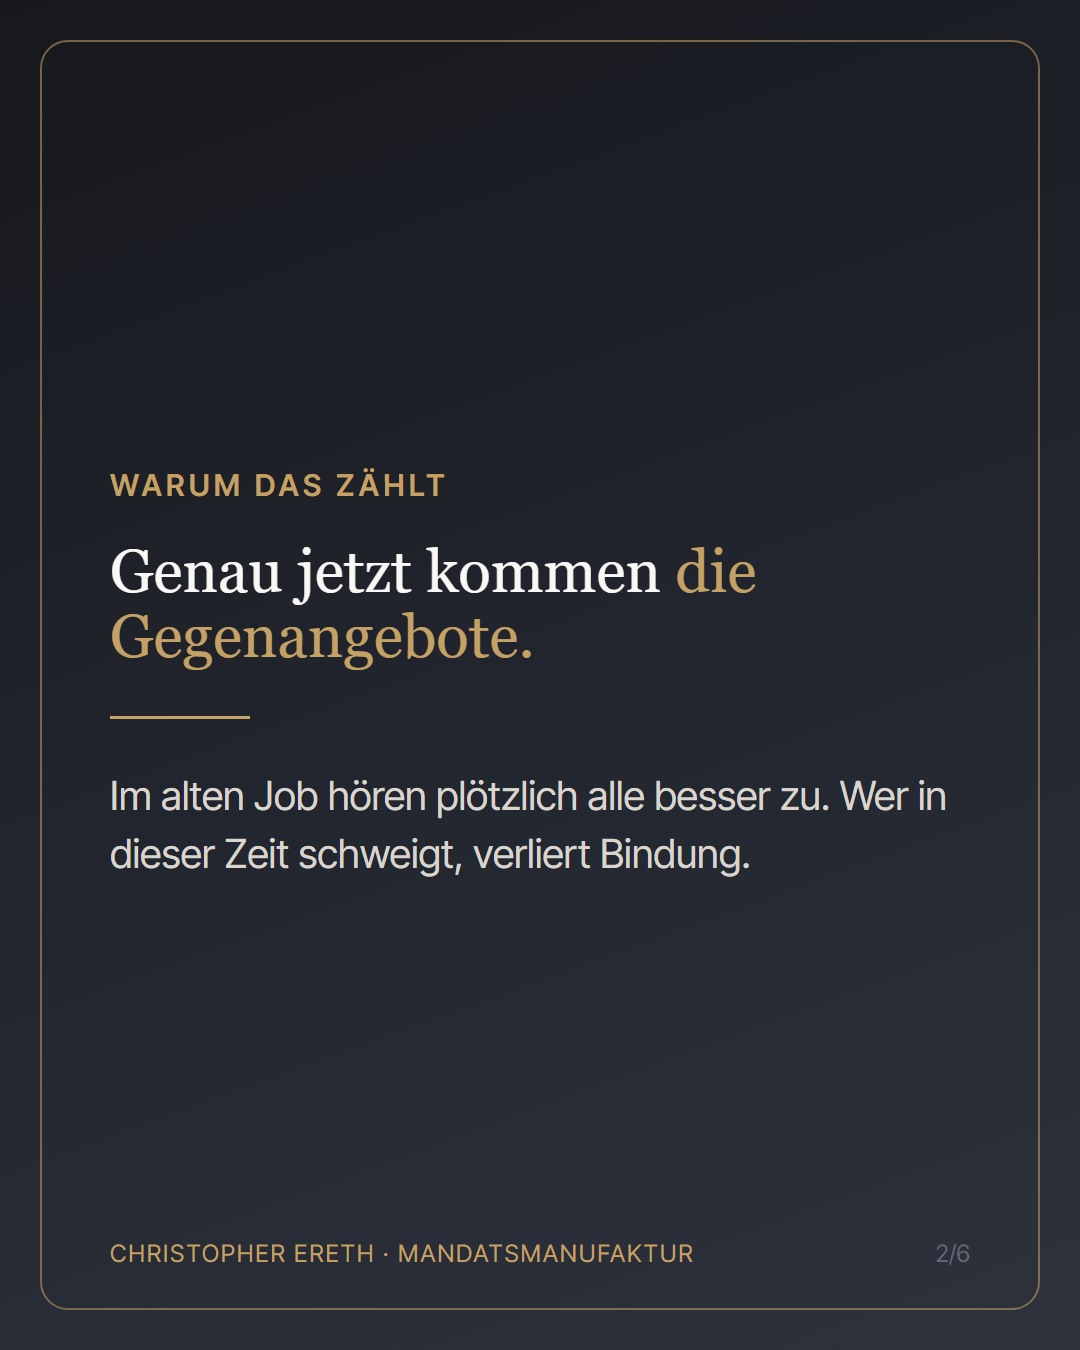 WARUM DAS ZÄHLT
Genau jetzt kommen die
Gegenangebote.
Im alten Job hören plötzlich alle besser zu. Wer in
dieser Zeit schweigt, verliert Bindung.
CHRISTOPHER ERETH · MANDATSMANUFAKTUR
2/6